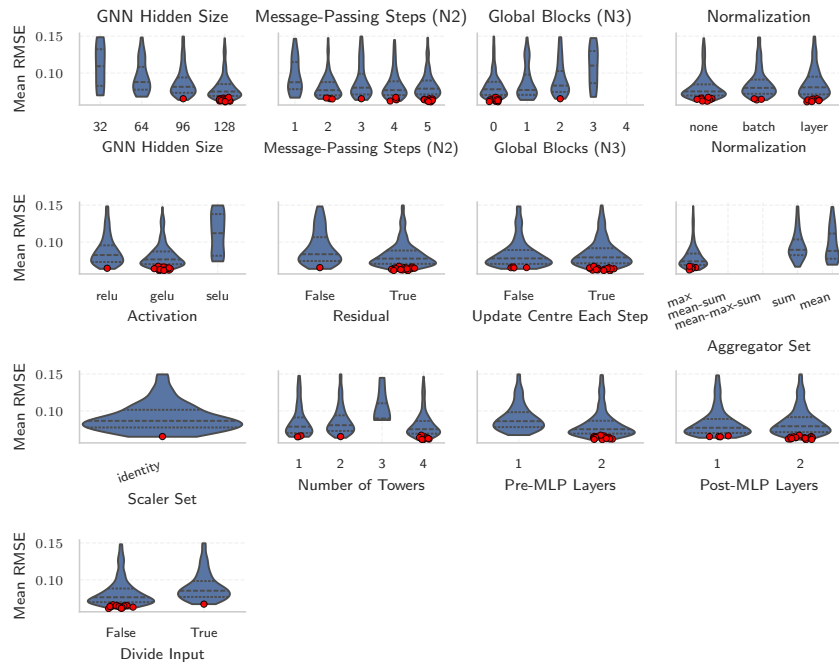 GNN Hidden Size
Message-Passing Steps (N2)
Global Blocks (N3)
Normalization
Mean RMSE
0.15
0.10
32 64 96 128
1 2 3 4 5
0 1 2 3 4
none batch layer
GNN Hidden Size
Message-Passing Steps (N2)
Global Blocks (N3)
Normalization
Mean RMSE
0.15
0.10
relu gelu selu
False True
False True
max mean-sum mean-max-sum sum mean
Activation
Residual
Update Centre Each Step
Aggregator Set
Mean RMSE
0.15
0.10
identity
1 2 3 4
1 2
1 2
Scaler Set
Number of Towers
Pre-MLP Layers
Post-MLP Layers
Mean RMSE
0.15
0.10
False True
Divide Input